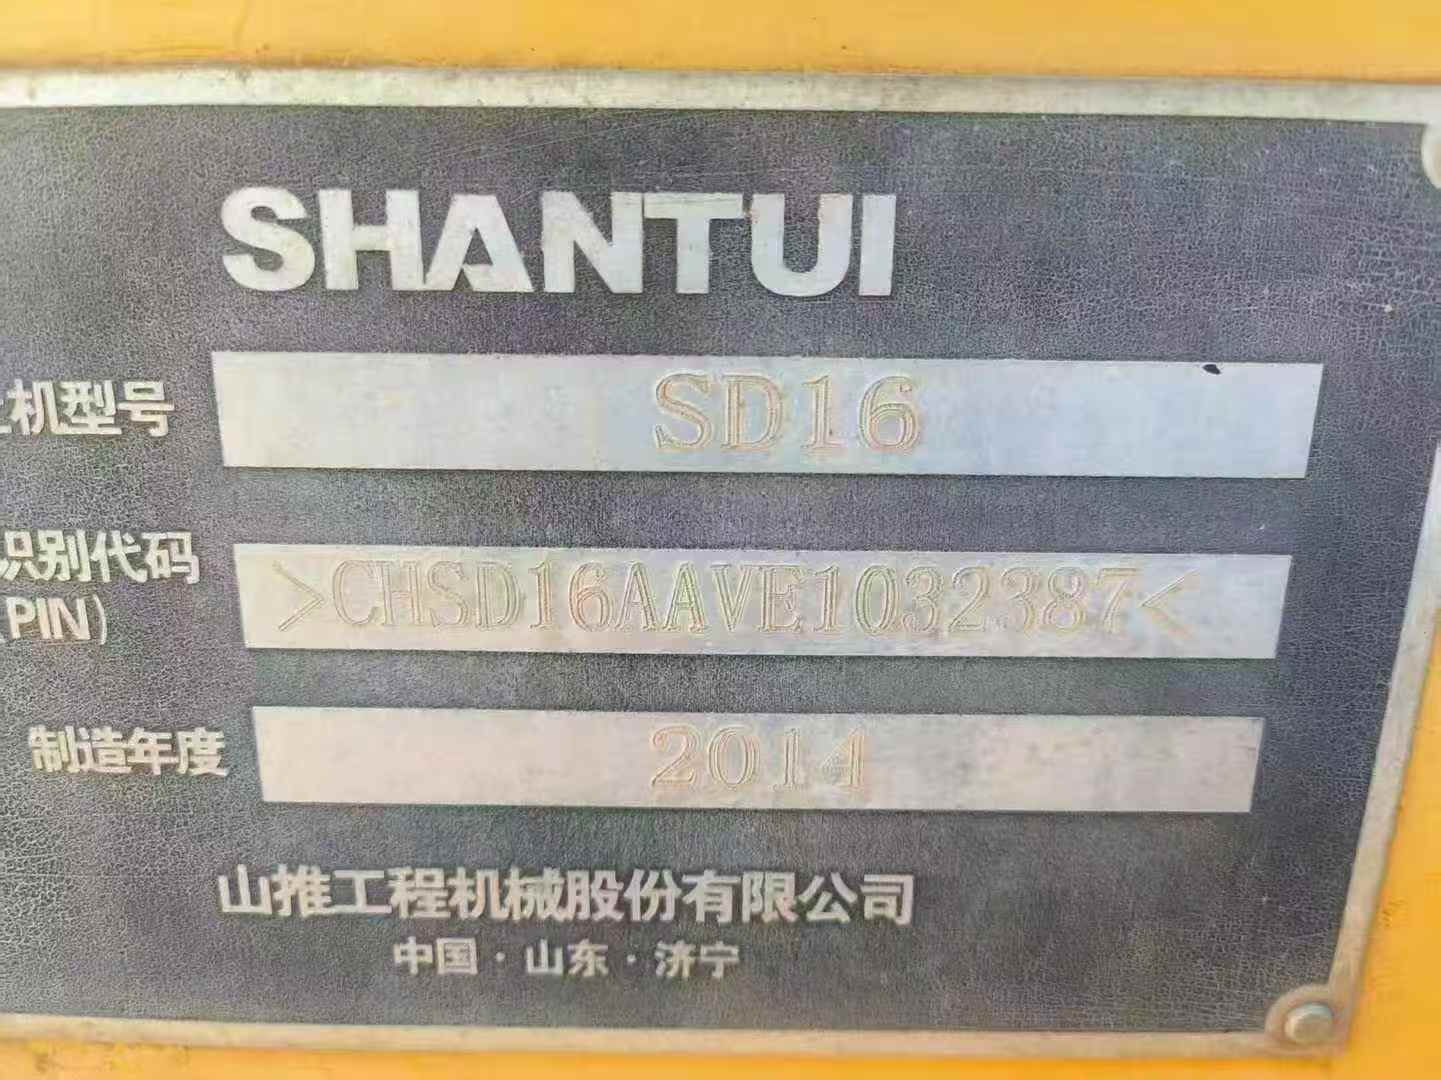 SHANTUI
机型号 SD16
识别代码 >CHSD16AAVE1032387<
(PIN)
制造年度 2014
山推工程机械股份有限公司
中国·山东·济宁